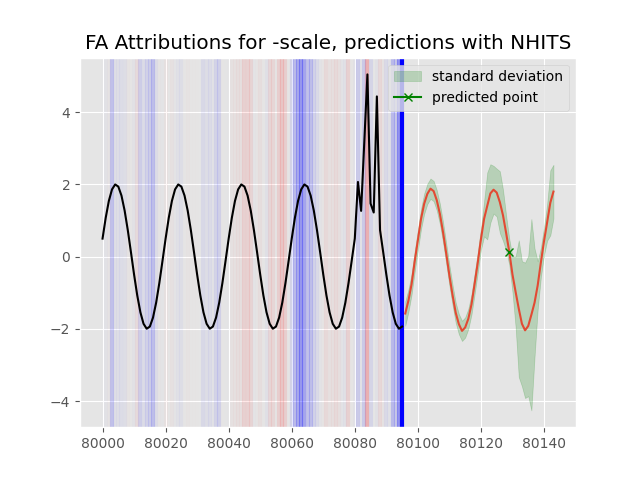 FA Attributions for -scale, predictions with NHITS
standard deviation
predicted point
4
2
0
−2
−4
80000 80020 80040 80060 80080 80100 80120 80140